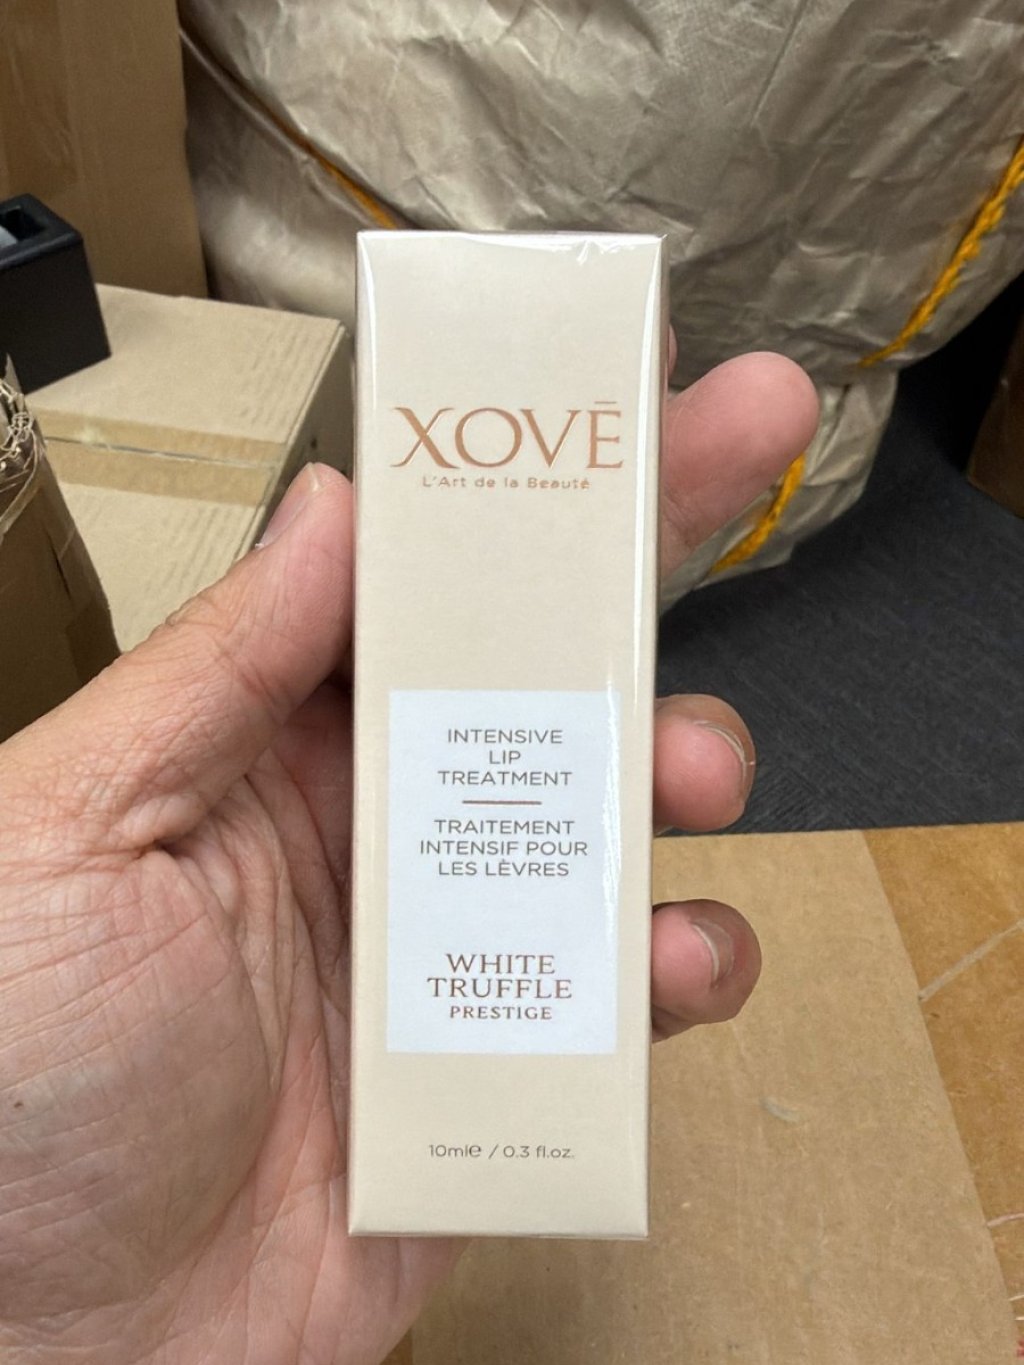 XOVĒ
L'Art de la Beauté
INTENSIVE
LIP
TREATMENT
TRAITEMENT
INTENSIF POUR
LES LÈVRES
WHITE
TRUFFLE
PRESTIGE
10ml℮ / 0.3 fl.oz.